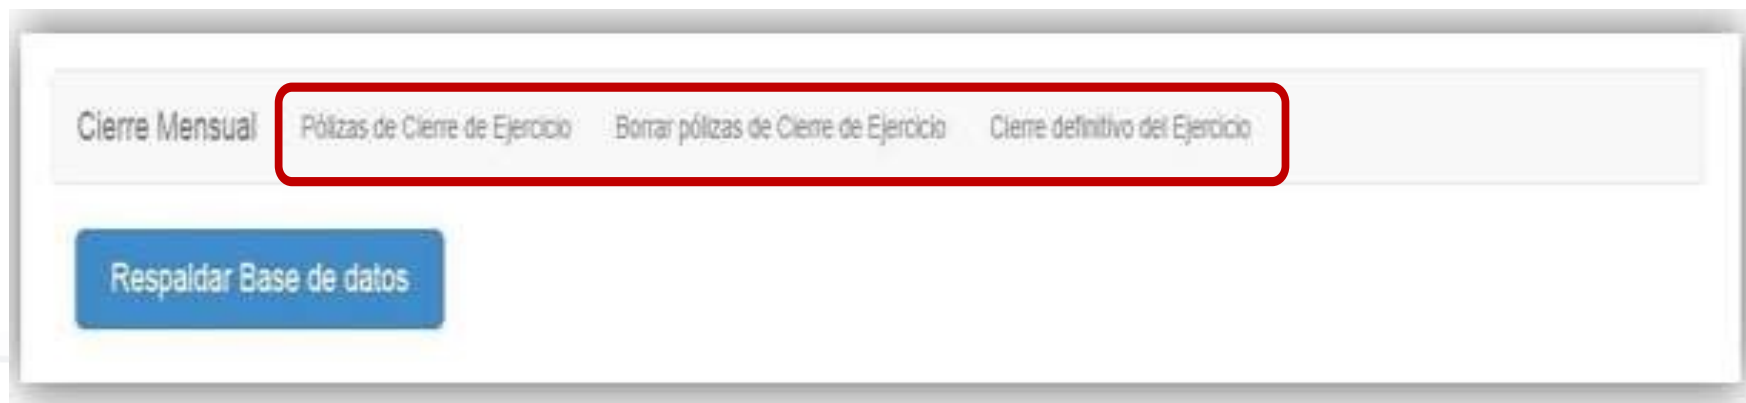 Cierre Mensual Pólizas de Cierre de Ejercicio Borrar pólizas de Cierre de Ejercicio Cierre definitivo del Ejercicio
Respaldar Base de datos